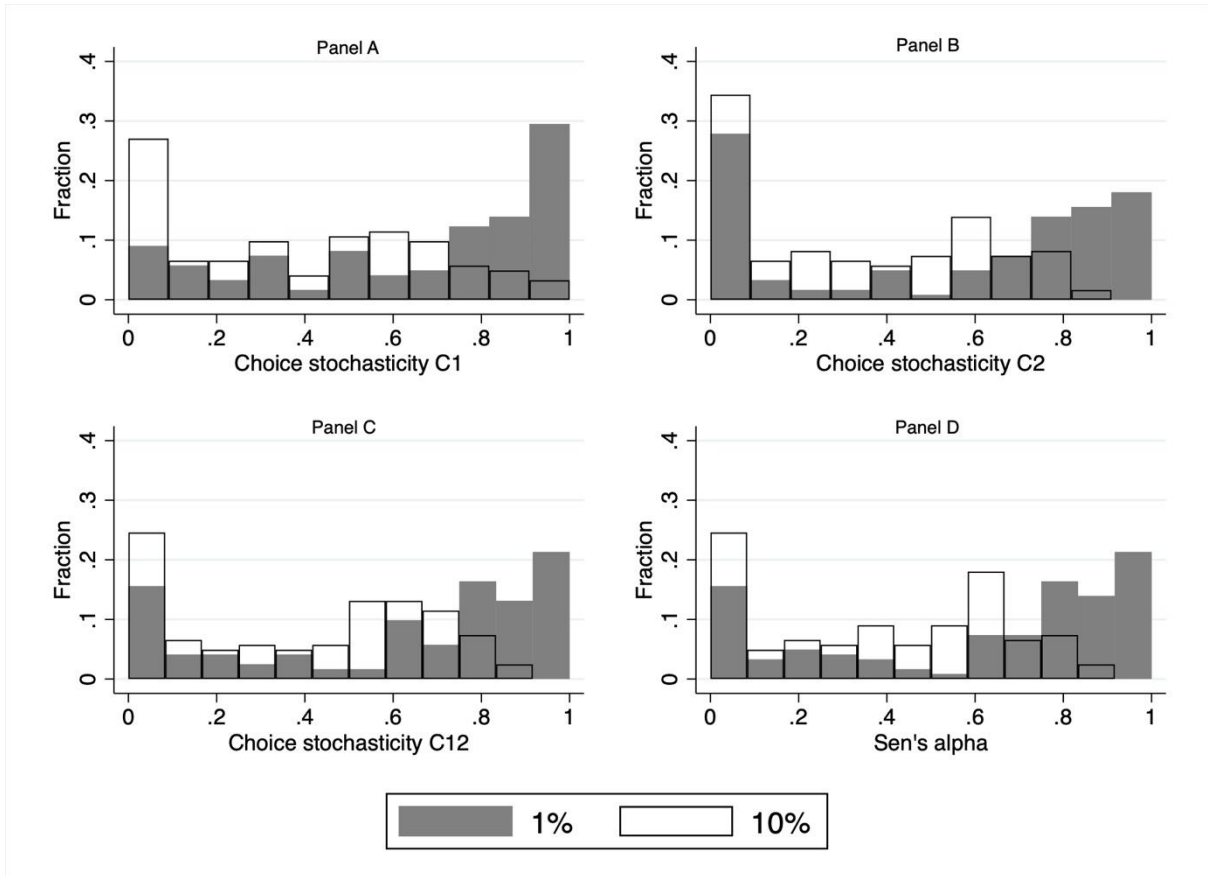 Panel A
.4
.3
.2
.1
0
Fraction
0 .2 .4 .6 .8 1
Choice stochasticity C1
Panel B
.4
.3
.2
.1
0
Fraction
0 .2 .4 .6 .8 1
Choice stochasticity C2
Panel C
.4
.3
.2
.1
0
Fraction
0 .2 .4 .6 .8 1
Choice stochasticity C12
Panel D
.4
.3
.2
.1
0
Fraction
0 .2 .4 .6 .8 1
Sen's alpha
1% 10%